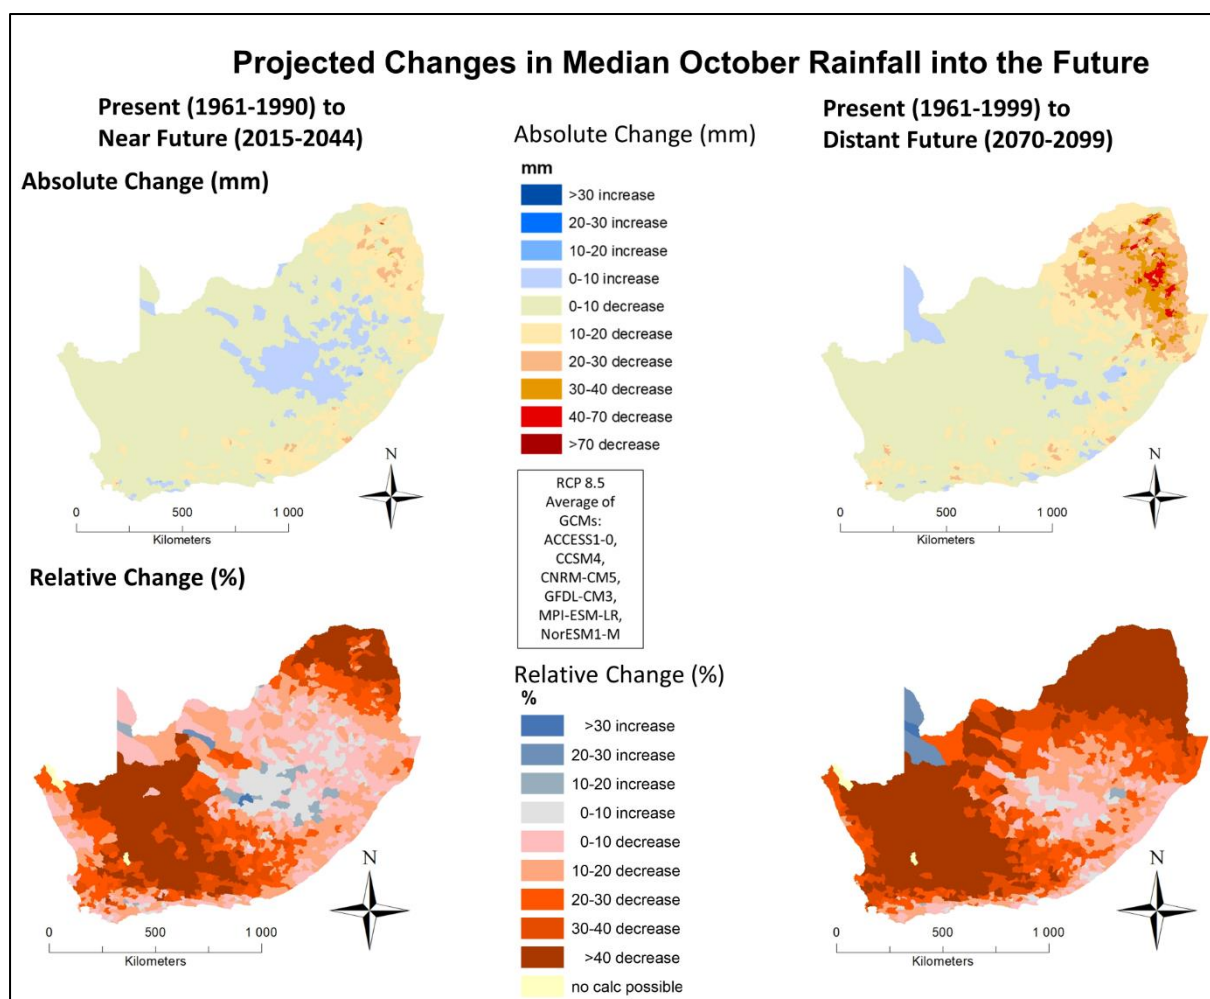 Projected Changes in Median October Rainfall into the Future
Present (1961-1990) to
Near Future (2015-2044)
Absolute Change (mm)
N
0 500 1 000
Kilometers
Absolute Change (mm)
mm
>30 increase
20-30 increase
10-20 increase
0-10 increase
0-10 decrease
10-20 decrease
20-30 decrease
30-40 decrease
40-70 decrease
>70 decrease
Present (1961-1999) to
Distant Future (2070-2099)
N
0 500 1 000
Kilometers
RCP 8.5
Average of
GCMs:
ACCESS1-0,
CCSM4,
CNRM-CM5,
GFDL-CM3,
MPI-ESM-LR,
NorESM1-M
Relative Change (%)
N
0 500 1 000
Kilometers
Relative Change (%)
%
>30 increase
20-30 increase
10-20 increase
0-10 increase
0-10 decrease
10-20 decrease
20-30 decrease
30-40 decrease
>40 decrease
no calc possible
N
0 500 1 000
Kilometers